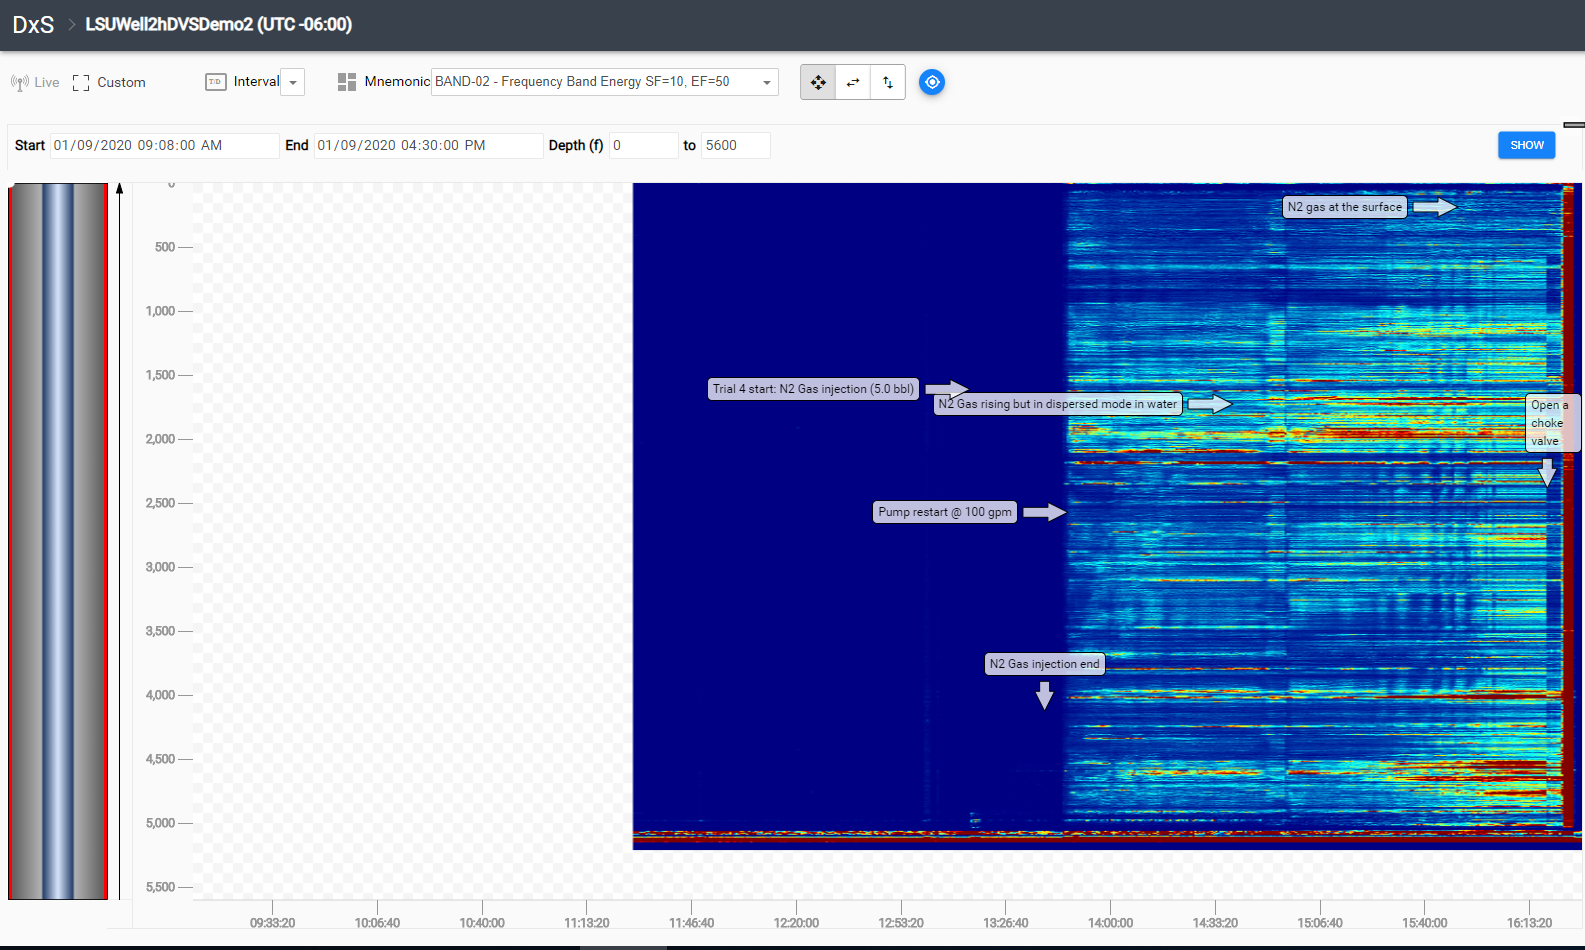 DxS > LSUWell2hDVSDemo2 (UTC -06:00)
Live Custom T/D Interval Mnemonic BAND-02 - Frequency Band Energy SF=10, EF=50
Start 01/09/2020 09:08:00 AM End 01/09/2020 04:30:00 PM Depth (f) 0 to 5600 SHOW
0
N2 gas at the surface
500
1,000
1,500
Trial 4 start: N2 Gas injection (5.0 bbl)
N2 Gas rising but in dispersed mode in water
Open a
choke
valve
2,000
2,500
Pump restart @ 100 gpm
3,000
3,500
N2 Gas injection end
4,000
4,500
5,000
5,500
09:33:20 10:06:40 10:40:00 11:13:20 11:46:40 12:20:00 12:53:20 13:26:40 14:00:00 14:33:20 15:06:40 15:40:00 16:13:20